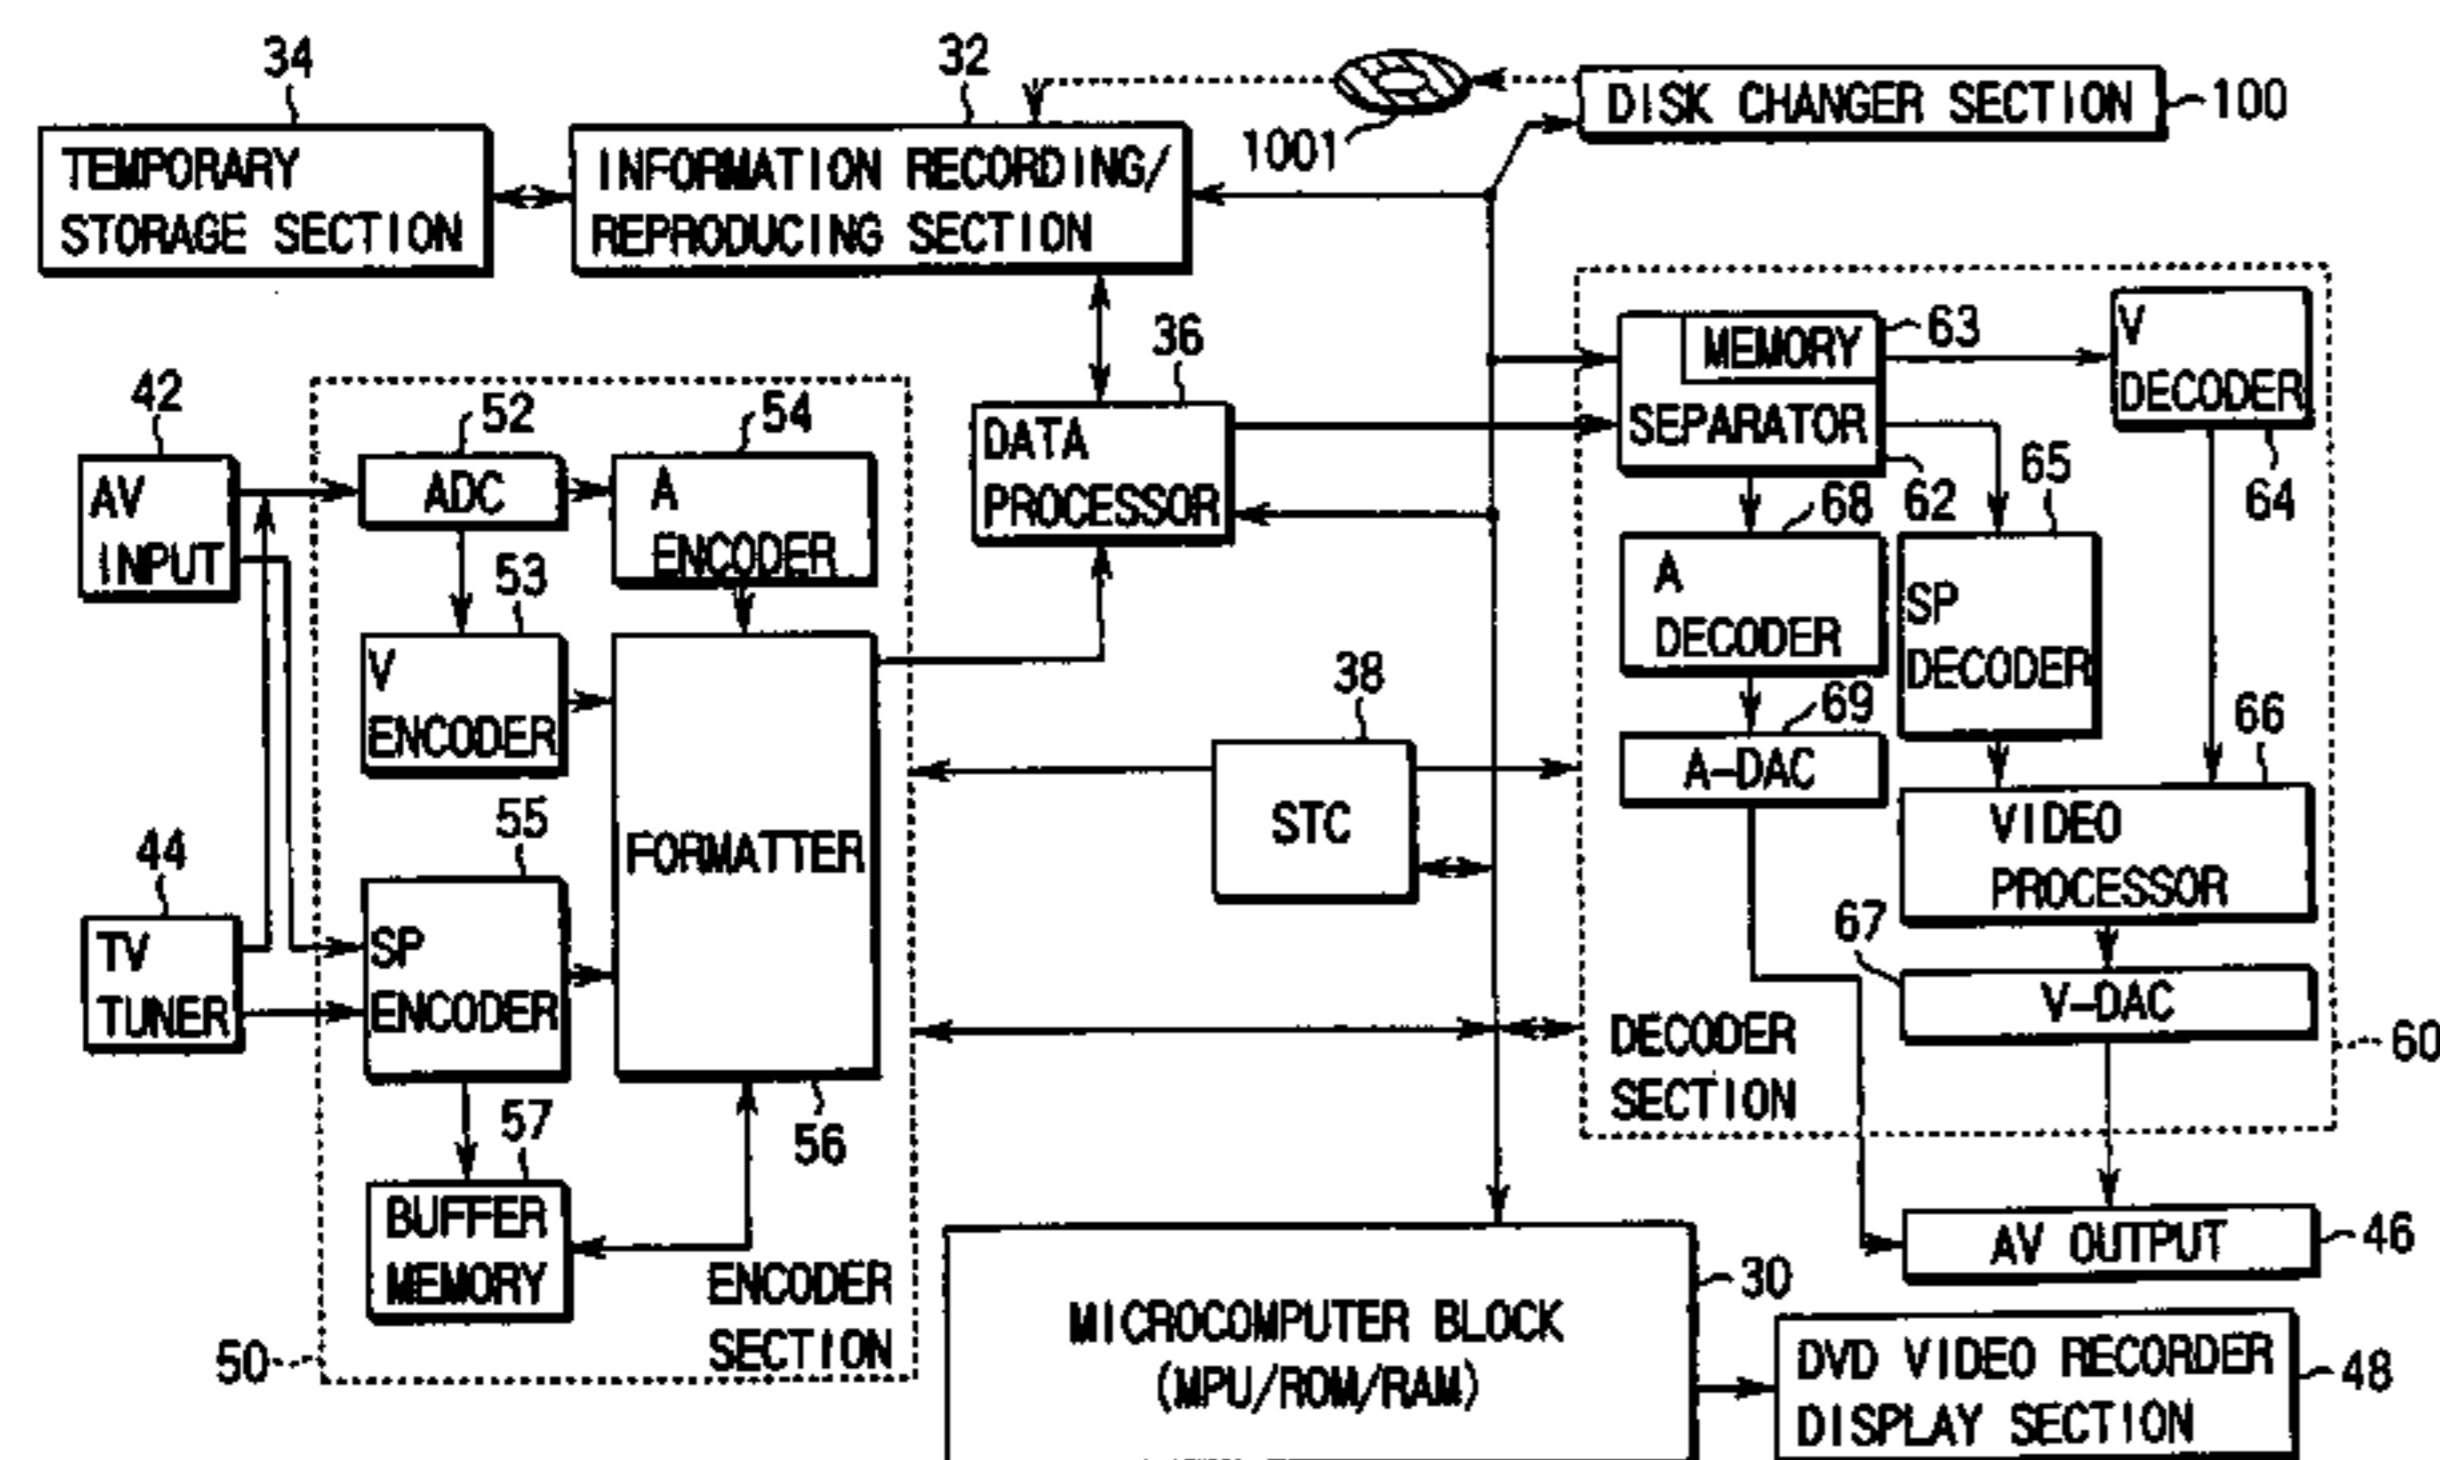 34
32
1001
DISK CHANGER SECTION
100
TEMPORARY
STORAGE SECTION
INFORMATION RECORDING/
REPRODUCING SECTION
42
AV
INPUT
44
TV
TUNER
52
ADC
54
A
ENCODER
53
V
ENCODER
55
SP
ENCODER
FORMATTER
56
57
BUFFER
MEMORY
ENCODER
SECTION
50
36
DATA
PROCESSOR
38
STC
MEMORY
63
SEPARATOR
62
V
DECODER
64
68
A
DECODER
65
SP
DECODER
69
A-DAC
66
VIDEO
PROCESSOR
67
V-DAC
DECODER
SECTION
60
AV OUTPUT
46
MICROCOMPUTER BLOCK
(MPU/ROM/RAM)
30
DVD VIDEO RECORDER
DISPLAY SECTION
48